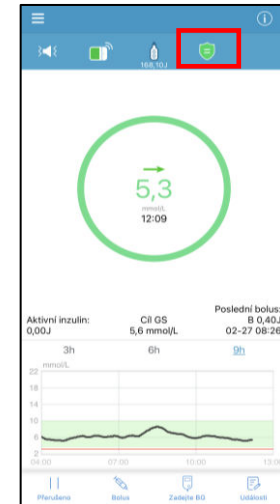 168,10J
5,3
mmol/L
12:09
Poslední bolus:
Aktivní inzulin: Cíl GS B 0,40J
0,00J 5,6 mmol/L 02-27 08:26
3h 6h 9h
mmol/L
22
18
14
10
6
2
04:00 07:00 10:00 13:00
Přerušeno Bolus Zadejte BG Události